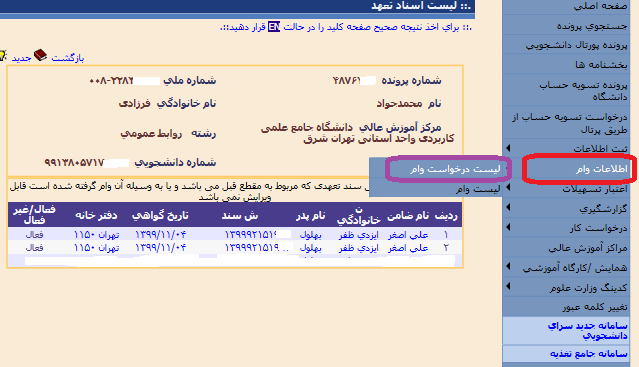 .:: ليست اسناد تعهد
.:: براي اخذ نتيجه صحيح صفحه كليد را در حالت EN قرار دهيد::.
بازگشت جديد
شماره پرونده ۴۸۷۶۲ شماره ملي ۰۰۸-۲۲۸۳
نام محمدجواد نام خانوادگي فرزادي
مركز آموزش عالي دانشگاه جامع علمي كاربردي واحد استاني تهران شرق رشته روابط عمومي
شماره دانشجويي ۹۹۱۳۸۰۵۷۱۷
سند تعهدي كه مربوط به مقطع قبل مي باشد و يا به وسيله آن وام گرفته شده است قابل
ويرايش نمي باشد
رديف نام ضامن ن خانوادگي نام پدر ش سند تاريخ گواهي دفتر خانه فعال/غير فعال
۱ علي اصغر ايزدي ظفر بهلول ۱۳۹۹۹۲۱۵۱۹ ۱۳۹۹/۱۱/۰۴ تهران ۱۱۵۰ فعال
۲ علي اصغر ايزدي ظفر بهلول ۱۳۹۹۹۲۱۵۱۹ ۱۳۹۹/۱۱/۰۴ تهران ۱۱۵۰ فعال
صفحه اصلي
جستجوي پرونده
پرونده پورتال دانشجويي
بخشنامه ها
پرونده تسويه حساب دانشگاه
درخواست تسويه حساب از طريق پرتال
ثبت اطلاعات
اطلاعات وام
ليست درخواست وام
ليست وام
اعتبار تسهيلات
گزارشگيري
درخواست كار
مراكز آموزش عالي
همايش /كارگاه آموزشي
كدينگ وزارت علوم
تغيير كلمه عبور
سامانه جديد سراي دانشجويي
سامانه جامع تغذيه